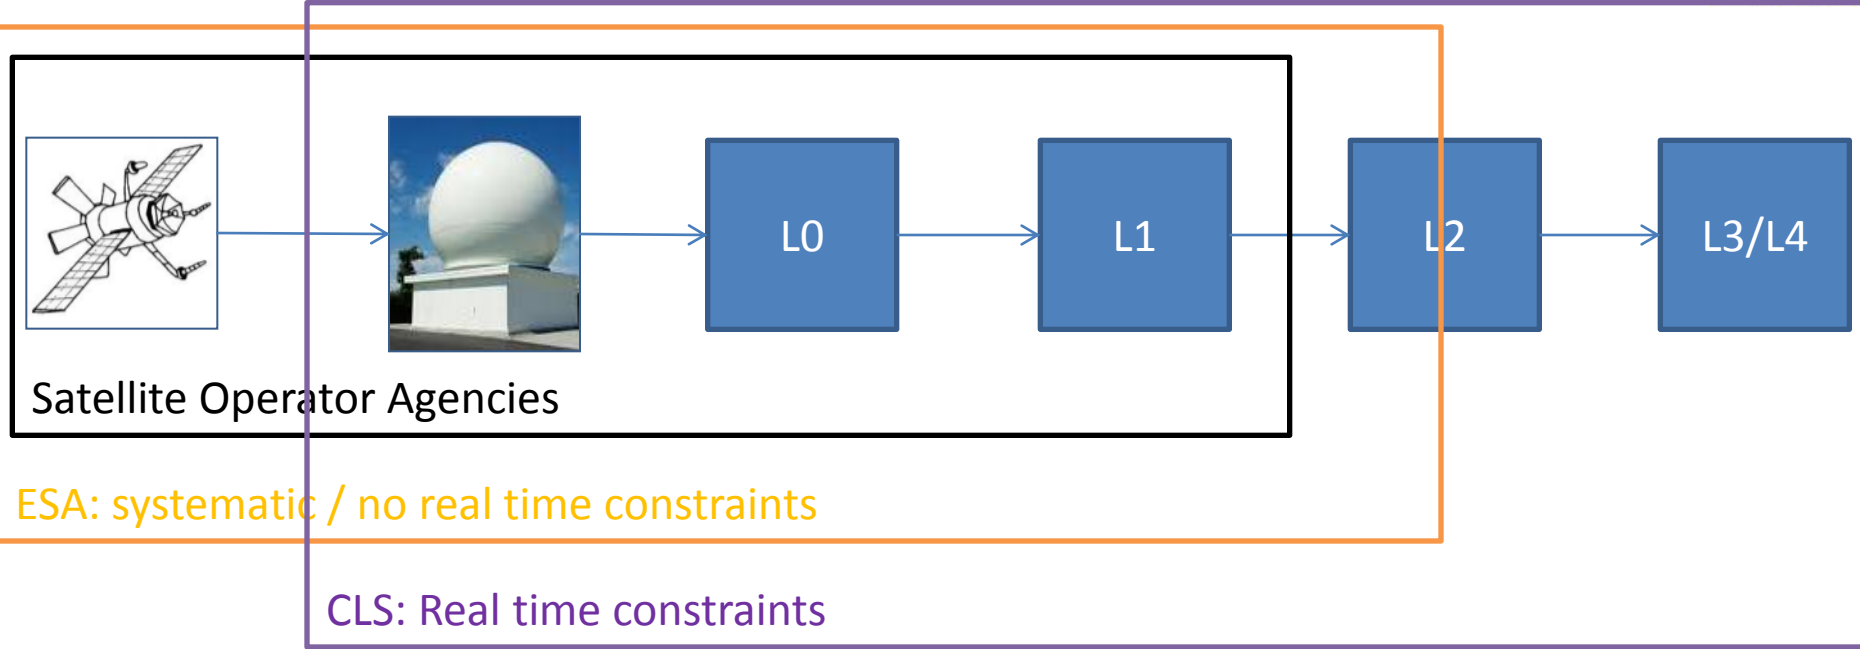 L0
L1
L2
L3/L4
Satellite Operator Agencies
ESA: systematic / no real time constraints
CLS: Real time constraints